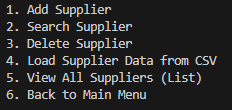 1. Add Supplier
2. Search Supplier
3. Delete Supplier
4. Load Supplier Data from CSV
5. View All Suppliers (List)
6. Back to Main Menu